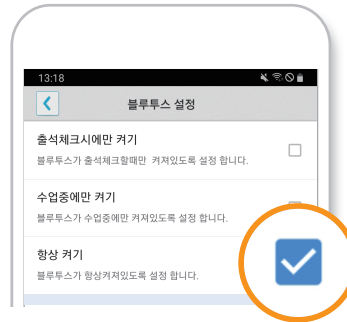 13:18
블루투스 설정
출석체크시에만 켜기
블루투스가 출석체크할때만 켜져있도록 설정 합니다.
수업중에만 켜기
블루투스가 수업중에만 켜져있도록 설정 합니다.
항상 켜기
블루투스가 항상켜져있도록 설정 합니다.